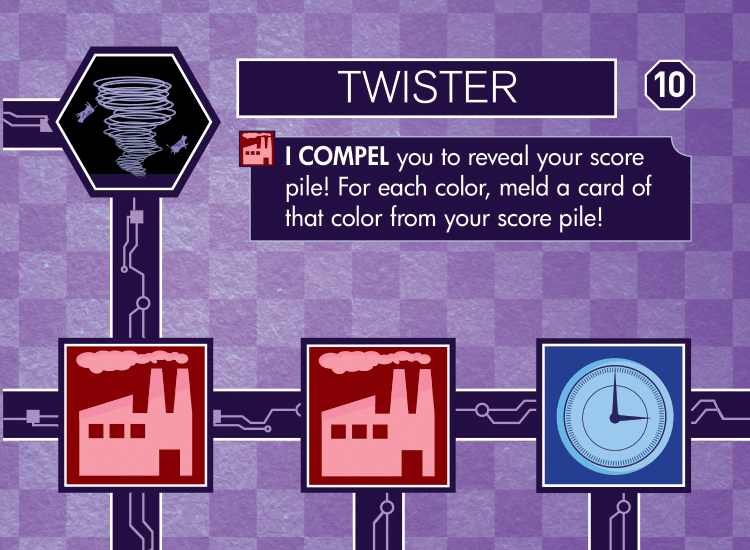 TWISTER
10
I COMPEL you to reveal your score
pile! For each color, meld a card of
that color from your score pile!